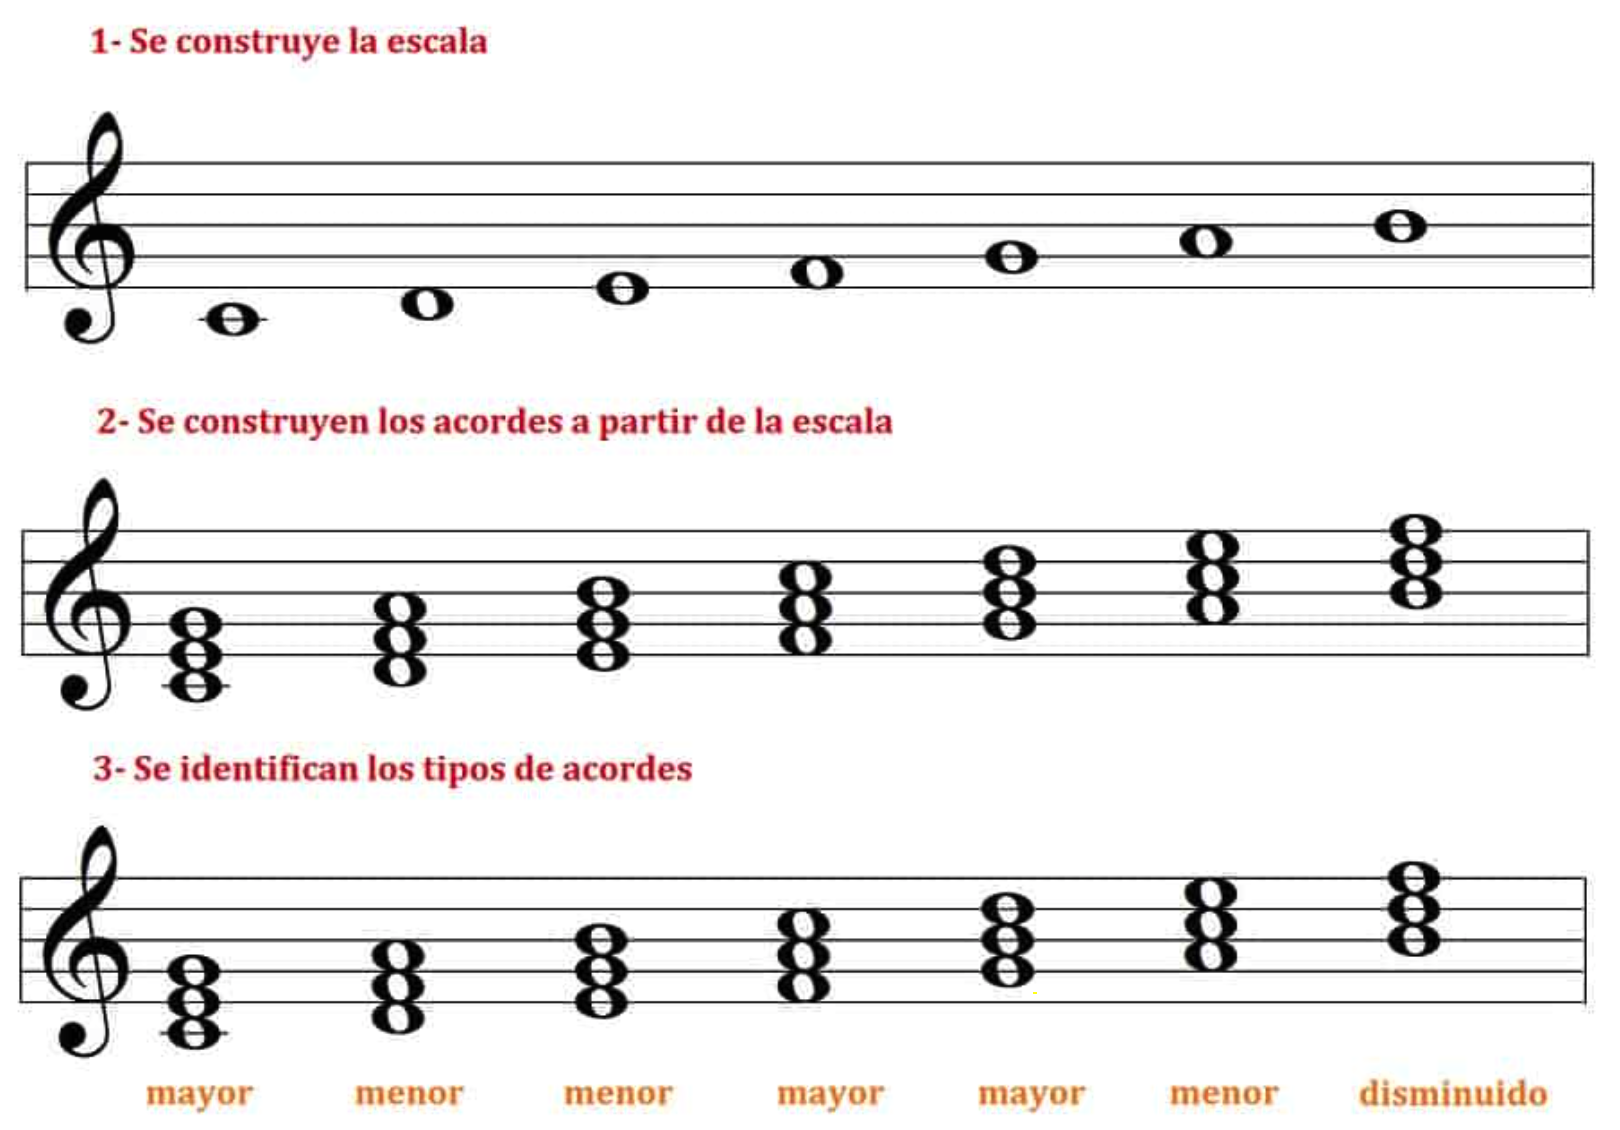 1- Se construye la escala
2- Se construyen los acordes a partir de la escala
3- Se identifican los tipos de acordes
mayor menor menor mayor mayor menor disminuido